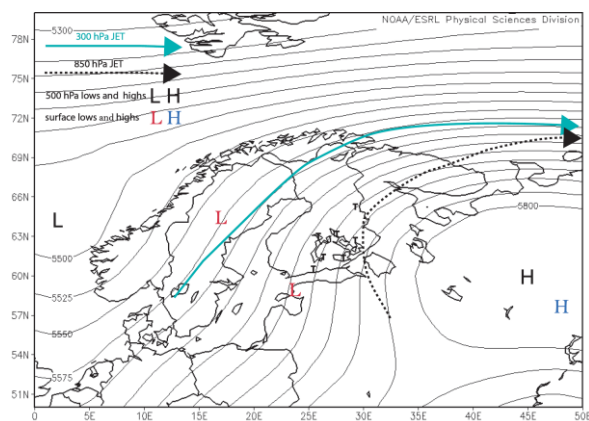 NOAA/ESRL Physical Sciences Division
78N
5300
300 hPa JET
75N
850 hPa JET
500 hPa lows and highs L H
72N
surface lows and highs L H
69N
66N
T
L
5800
L
63N
T
T
T
5500
60N
T
H
5525
L
H
57N
5550
54N
5575
51N
0
5E
10E
15E
20E
25E
30E
35E
40E
45E
50E